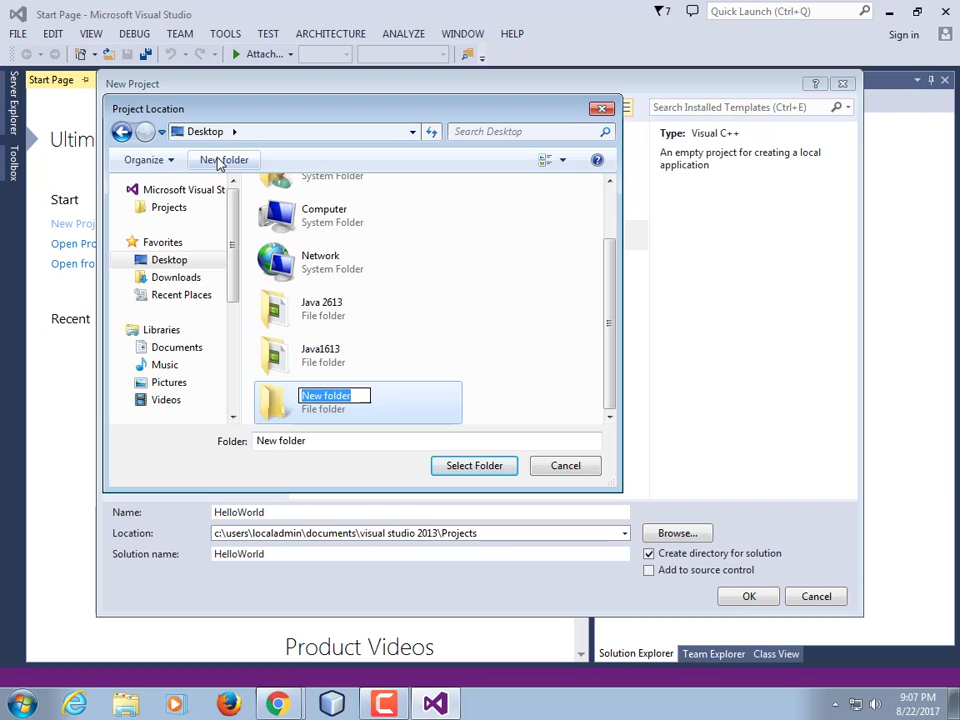 Start Page - Microsoft Visual Studio
7
Quick Launch (Ctrl+Q)
FILE EDIT VIEW DEBUG TEAM TOOLS TEST ARCHITECTURE ANALYZE WINDOW HELP
Sign in
Attach...
Server Explorer
Toolbox
Start Page
New Project
?
Project Location
Desktop
Search Desktop
Search Installed Templates (Ctrl+E)
Organize
New folder
Type: Visual C++
An empty project for creating a local
application
Ultim
Start
New Proj
Open Pro
Open fro
Recent
Microsoft Visual St
Projects
Favorites
Desktop
Downloads
Recent Places
Libraries
Documents
Music
Pictures
Videos
System Folder
Computer
System Folder
Network
System Folder
Java 2613
File folder
Java1613
File folder
New folder
File folder
Folder: New folder
Select Folder
Cancel
Name: HelloWorld
Location: c:\users\localadmin\documents\visual studio 2013\Projects
Browse...
Solution name: HelloWorld
Create directory for solution
Add to source control
OK
Cancel
Product Videos
Solution Explorer Team Explorer Class View
9:07 PM
8/22/2017